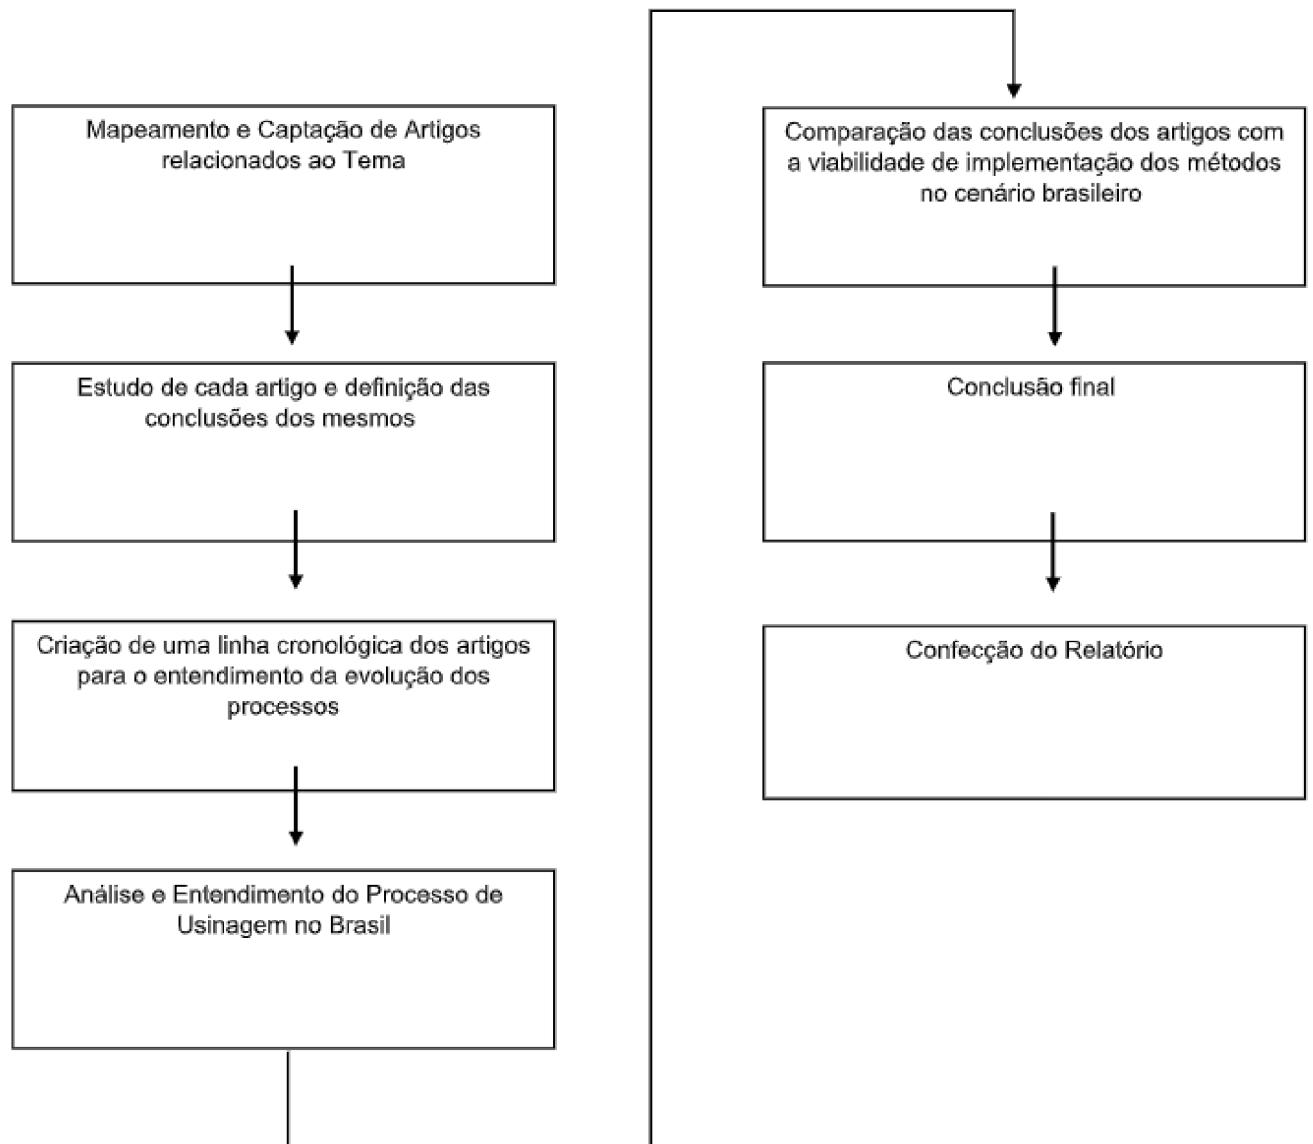 Mapeamento e Captação de Artigos
relacionados ao Tema
Estudo de cada artigo e definição das
conclusões dos mesmos
Criação de uma linha cronológica dos artigos
para o entendimento da evolução dos
processos
Análise e Entendimento do Processo de
Usinagem no Brasil
Comparação das conclusões dos artigos com
a viabilidade de implementação dos métodos
no cenário brasileiro
Conclusão final
Confecção do Relatório